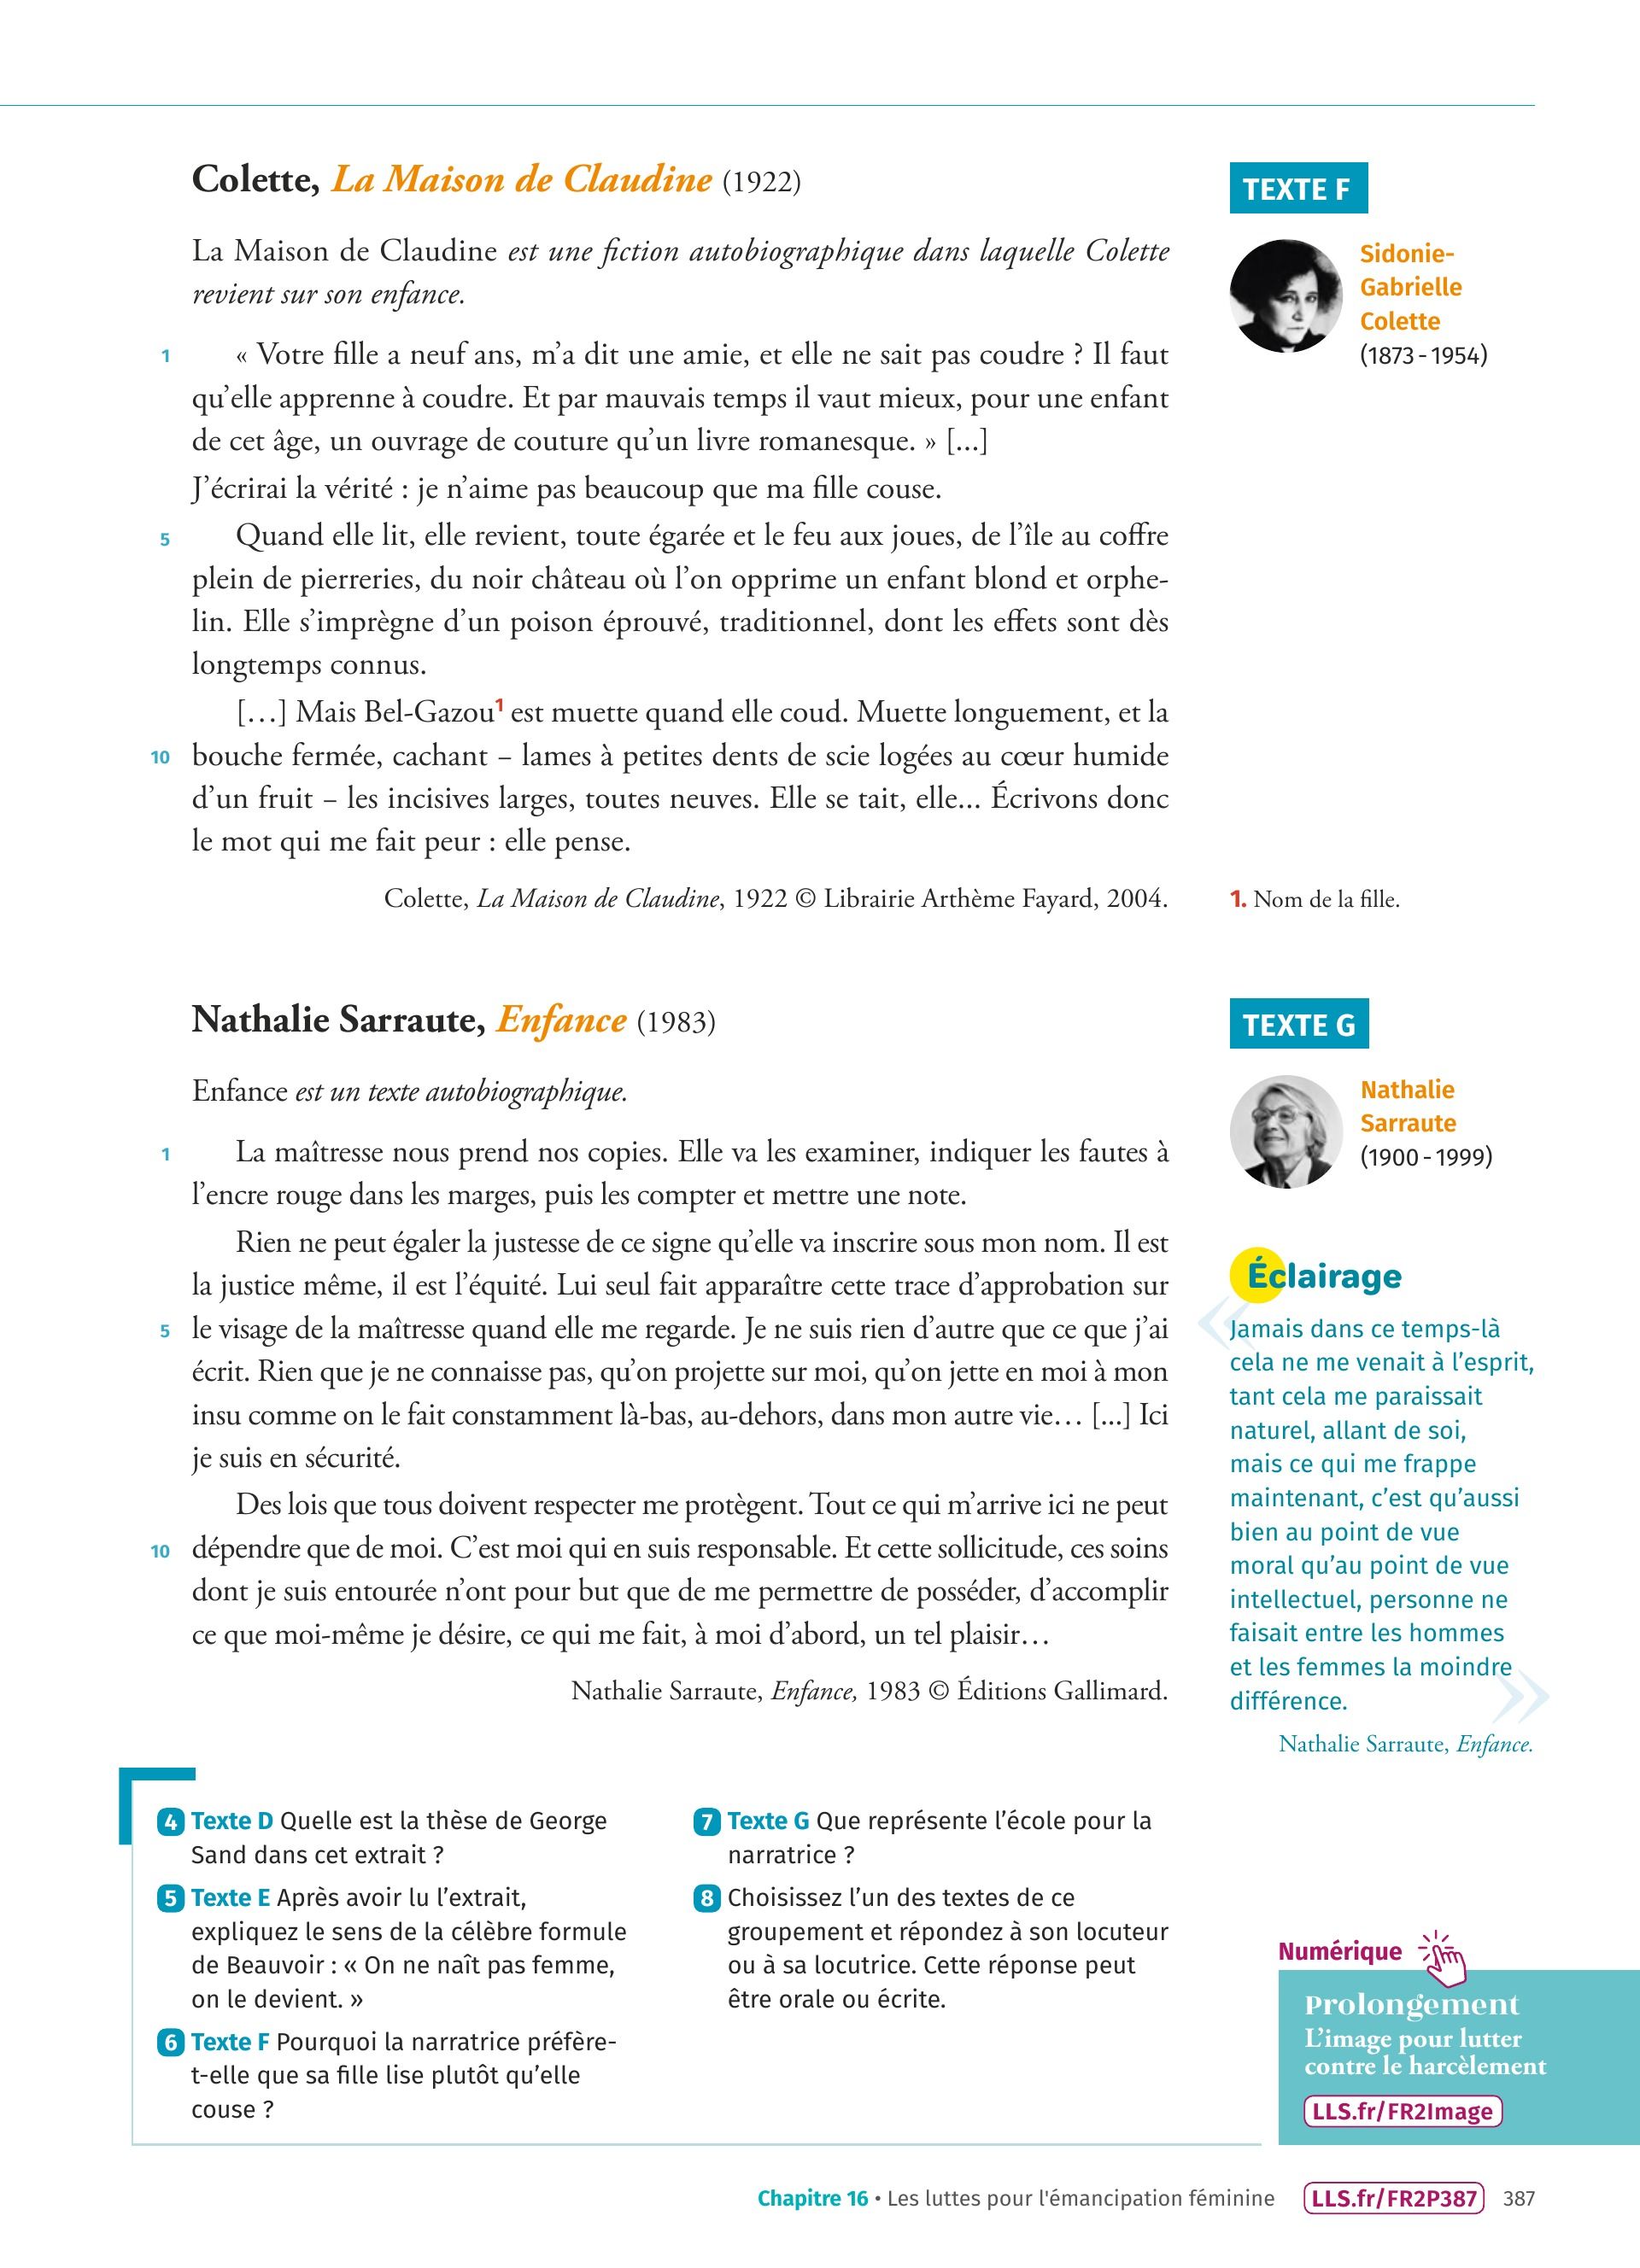 Colette, La Maison de Claudine (1922)
La Maison de Claudine est une fiction autobiographique dans laquelle Colette
revient sur son enfance.
1 « Votre fille a neuf ans, m’a dit une amie, et elle ne sait pas coudre ? Il faut
qu’elle apprenne à coudre. Et par mauvais temps il vaut mieux, pour une enfant
de cet âge, un ouvrage de couture qu’un livre romanesque. » [...]
J’écrirai la vérité : je n’aime pas beaucoup que ma fille couse.
5 Quand elle lit, elle revient, toute égarée et le feu aux joues, de l’île au coffre
plein de pierreries, du noir château où l’on opprime un enfant blond et orphe-
lin. Elle s’imprègne d’un poison éprouvé, traditionnel, dont les effets sont dès
longtemps connus.
[…] Mais Bel-Gazou1 est muette quand elle coud. Muette longuement, et la
10 bouche fermée, cachant – lames à petites dents de scie logées au cœur humide
d’un fruit – les incisives larges, toutes neuves. Elle se tait, elle... Écrivons donc
le mot qui me fait peur : elle pense.
Colette, La Maison de Claudine, 1922 © Librairie Arthème Fayard, 2004.
TEXTE F
Sidonie-
Gabrielle
Colette
(1873 - 1954)
1. Nom de la fille.
Nathalie Sarraute, Enfance (1983)
Enfance est un texte autobiographique.
1 La maîtresse nous prend nos copies. Elle va les examiner, indiquer les fautes à
l’encre rouge dans les marges, puis les compter et mettre une note.
Rien ne peut égaler la justesse de ce signe qu’elle va inscrire sous mon nom. Il est
la justice même, il est l’équité. Lui seul fait apparaître cette trace d’approbation sur
5 le visage de la maîtresse quand elle me regarde. Je ne suis rien d’autre que ce que j’ai
écrit. Rien que je ne connaisse pas, qu’on projette sur moi, qu’on jette en moi à mon
insu comme on le fait constamment là-bas, au-dehors, dans mon autre vie… [...] Ici
je suis en sécurité.
Des lois que tous doivent respecter me protègent. Tout ce qui m’arrive ici ne peut
10 dépendre que de moi. C’est moi qui en suis responsable. Et cette sollicitude, ces soins
dont je suis entourée n’ont pour but que de me permettre de posséder, d’accomplir
ce que moi-même je désire, ce qui me fait, à moi d’abord, un tel plaisir…
Nathalie Sarraute, Enfance, 1983 © Éditions Gallimard.
TEXTE G
Nathalie
Sarraute
(1900 - 1999)
Éclairage
« Jamais dans ce temps-là
cela ne me venait à l’esprit,
tant cela me paraissait
naturel, allant de soi,
mais ce qui me frappe
maintenant, c’est qu’aussi
bien au point de vue
moral qu’au point de vue
intellectuel, personne ne
faisait entre les hommes
et les femmes la moindre
différence. »
Nathalie Sarraute, Enfance.
4 Texte D Quelle est la thèse de George
Sand dans cet extrait ?
5 Texte E Après avoir lu l’extrait,
expliquez le sens de la célèbre formule
de Beauvoir : « On ne naît pas femme,
on le devient. »
6 Texte F Pourquoi la narratrice préfère-
t-elle que sa fille lise plutôt qu’elle
couse ?
7 Texte G Que représente l’école pour la
narratrice ?
8 Choisissez l’un des textes de ce
groupement et répondez à son locuteur
ou à sa locutrice. Cette réponse peut
être orale ou écrite.
Numérique
Prolongement
L’image pour lutter
contre le harcèlement
LLS.fr/FR2Image
Chapitre 16 • Les luttes pour l'émancipation féminine LLS.fr/FR2P387 387